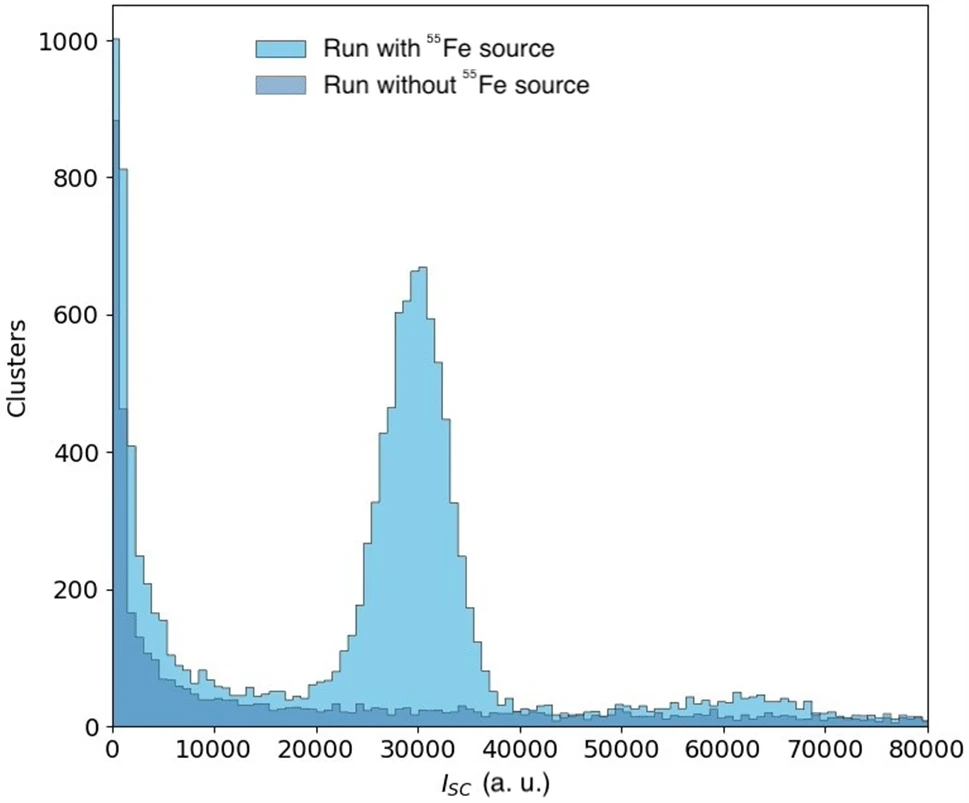 Run with ⁵⁵Fe source
Run without ⁵⁵Fe source
1000
800
600
400
200
0
Clusters
0 10000 20000 30000 40000 50000 60000 70000 80000
I_SC (a. u.)